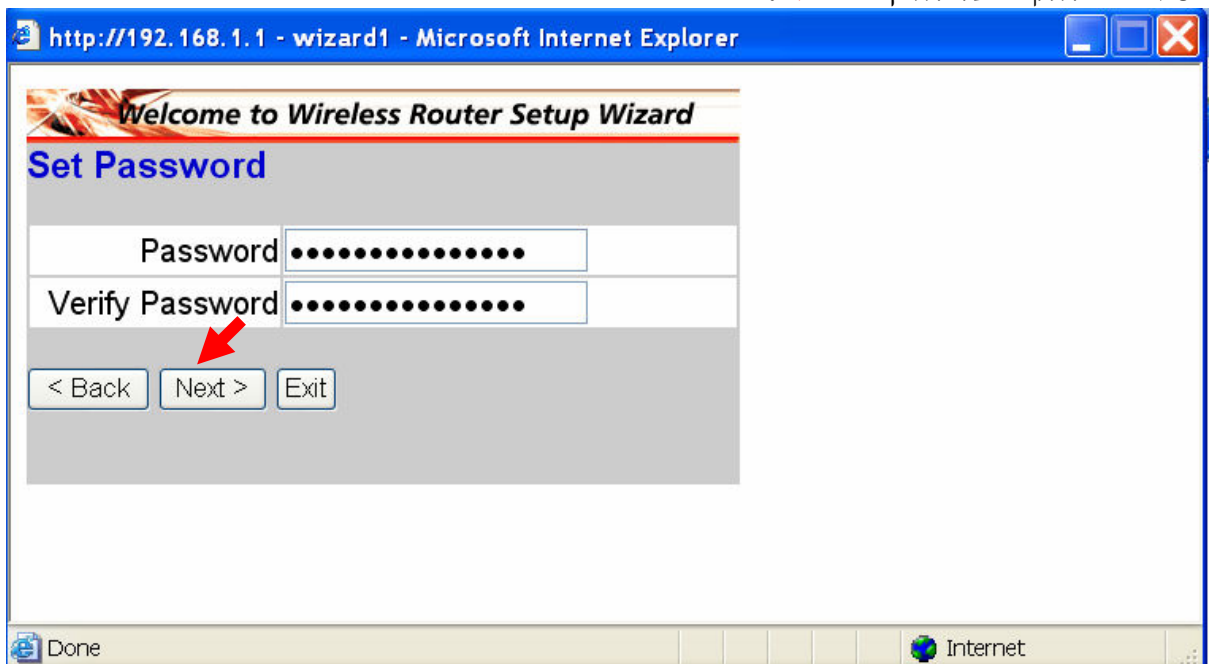 http://192.168.1.1 - wizard1 - Microsoft Internet Explorer
Welcome to Wireless Router Setup Wizard
Set Password
Password •••••••••••••••
Verify Password •••••••••••••••
< Back Next > Exit
Done Internet